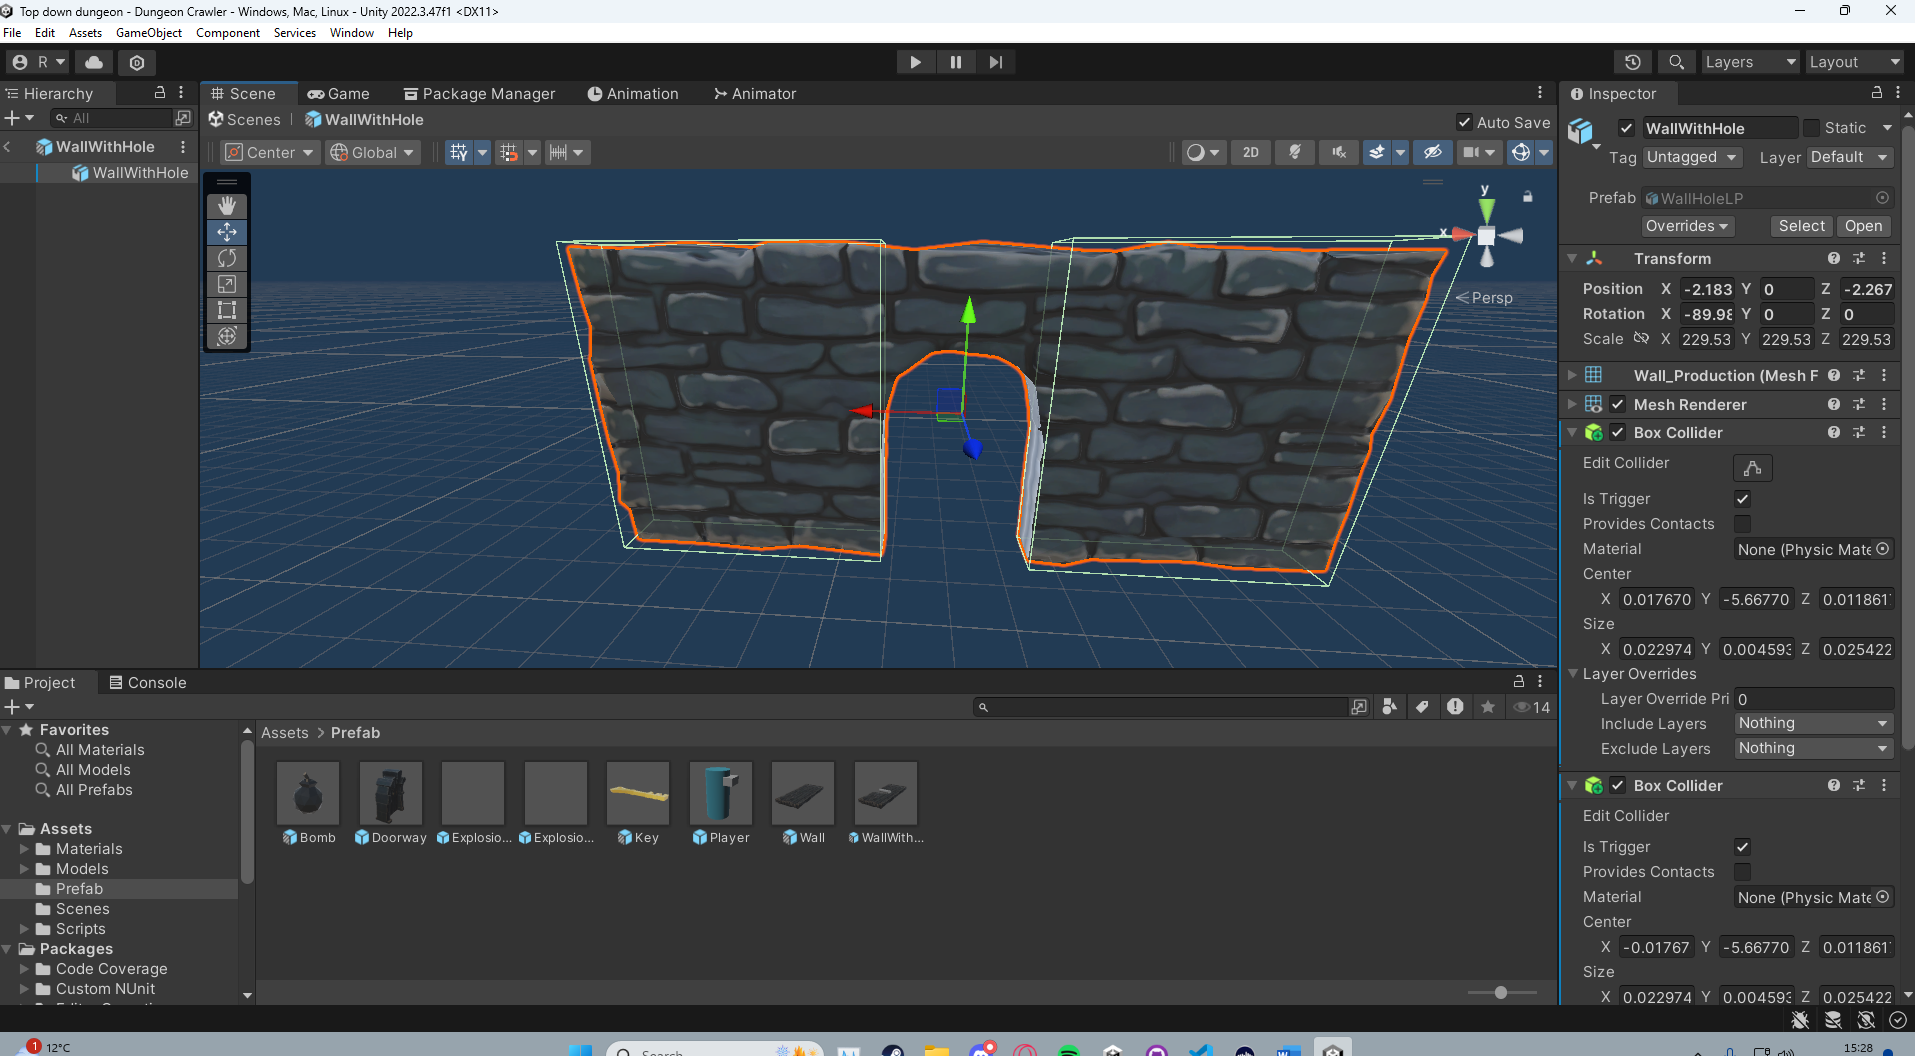 Top down dungeon - Dungeon Crawler - Windows, Mac, Linux - Unity 2022.3.47f1 <DX11>
File Edit Assets GameObject Component Services Window Help
R Layers Layout
Hierarchy Scene Game Package Manager Animation Animator Inspector
All Scenes WallWithHole Auto Save WallWithHole Static
WallWithHole Center Global 2D Tag Untagged Layer Default
WallWithHole
Prefab WallHoleLP
Overrides Select Open
y
x
Persp
Transform
Position X -2.183 Y 0 Z -2.267
Rotation X -89.98 Y 0 Z 0
Scale X 229.53 Y 229.53 Z 229.53
Wall_Production (Mesh F
Mesh Renderer
Box Collider
Edit Collider
Is Trigger
Provides Contacts
Material None (Physic Mate
Center
X 0.017670 Y -5.66770 Z 0.011861
Size
X 0.022974 Y 0.004593 Z 0.025422
Layer Overrides
Layer Override Pri 0
Include Layers Nothing
Exclude Layers Nothing
Box Collider
Edit Collider
Is Trigger
Provides Contacts
Material None (Physic Mate
Center
X -0.01767 Y -5.66770 Z 0.011861
Size
X 0.022974 Y 0.004593 Z 0.025422
Project Console
14
Favorites
All Materials
All Models
All Prefabs
Assets
Materials
Models
Prefab
Scenes
Scripts
Packages
Code Coverage
Custom NUnit
Assets > Prefab
Bomb Doorway Explosio... Explosio... Key Player Wall WallWith...
1 12°C
Search
15:28